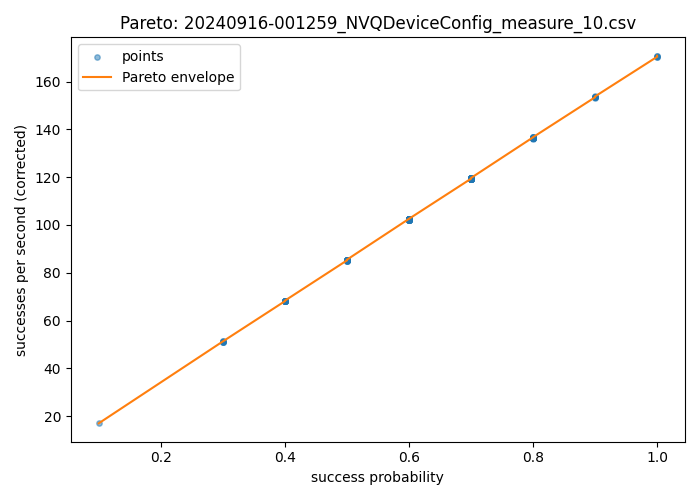 Pareto: 20240916-001259_NVQDeviceConfig_measure_10.csv
points
Pareto envelope
successes per second (corrected)
160
140
120
100
80
60
40
20
0.2 0.4 0.6 0.8 1.0
success probability